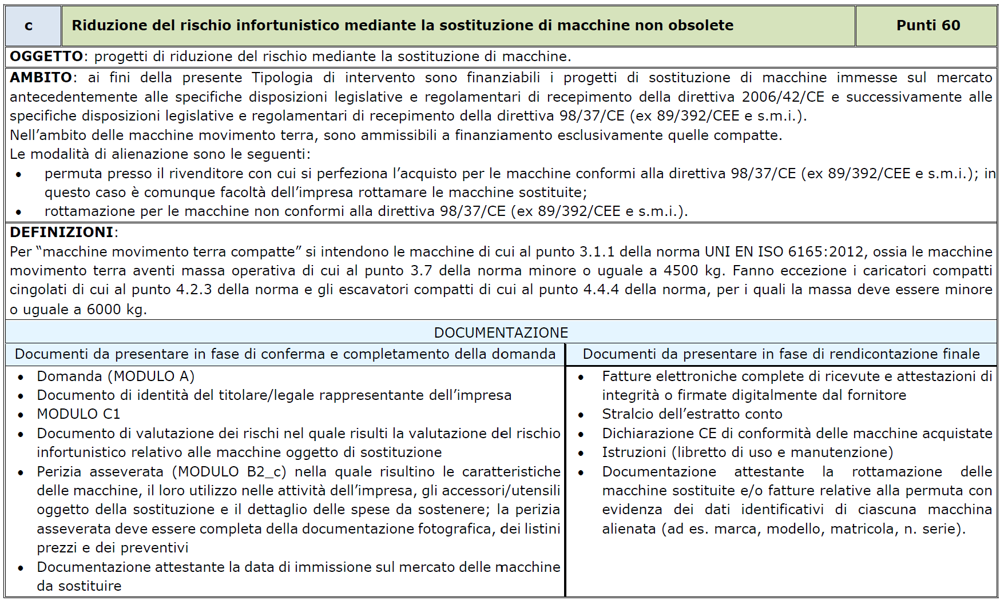 c
Riduzione del rischio infortunistico mediante la sostituzione di macchine non obsolete
Punti 60
OGGETTO: progetti di riduzione del rischio mediante la sostituzione di macchine.
AMBITO: ai fini della presente Tipologia di intervento sono finanziabili i progetti di sostituzione di macchine immesse sul mercato
antecedentemente alle specifiche disposizioni legislative e regolamentari di recepimento della direttiva 2006/42/CE e successivamente alle
specifiche disposizioni legislative e regolamentari di recepimento della direttiva 98/37/CE (ex 89/392/CEE e s.m.i.).
Nell’ambito delle macchine movimento terra, sono ammissibili a finanziamento esclusivamente quelle compatte.
Le modalità di alienazione sono le seguenti:
• permuta presso il rivenditore con cui si perfeziona l’acquisto per le macchine conformi alla direttiva 98/37/CE (ex 89/392/CEE e s.m.i.); in
questo caso è comunque facoltà dell’impresa rottamare le macchine sostituite;
• rottamazione per le macchine non conformi alla direttiva 98/37/CE (ex 89/392/CEE e s.m.i.).
DEFINIZIONI:
Per “macchine movimento terra compatte” si intendono le macchine di cui al punto 3.1.1 della norma UNI EN ISO 6165:2012, ossia le macchine
movimento terra aventi massa operativa di cui al punto 3.7 della norma minore o uguale a 4500 kg. Fanno eccezione i caricatori compatti
cingolati di cui al punto 4.2.3 della norma e gli escavatori compatti di cui al punto 4.4.4 della norma, per i quali la massa deve essere minore
o uguale a 6000 kg.
DOCUMENTAZIONE
Documenti da presentare in fase di conferma e completamento della domanda
• Domanda (MODULO A)
• Documento di identità del titolare/legale rappresentante dell’impresa
• MODULO C1
• Documento di valutazione dei rischi nel quale risulti la valutazione del rischio
infortunistico relativo alle macchine oggetto di sostituzione
• Perizia asseverata (MODULO B2_c) nella quale risultino le caratteristiche
delle macchine, il loro utilizzo nelle attività dell’impresa, gli accessori/utensili
oggetto della sostituzione e il dettaglio delle spese da sostenere; la perizia
asseverata deve essere completa della documentazione fotografica, dei listini
prezzi e dei preventivi
• Documentazione attestante la data di immissione sul mercato delle macchine
da sostituire
Documenti da presentare in fase di rendicontazione finale
• Fatture elettroniche complete di ricevute e attestazioni di
integrità o firmate digitalmente dal fornitore
• Stralcio dell’estratto conto
• Dichiarazione CE di conformità delle macchine acquistate
• Istruzioni (libretto di uso e manutenzione)
• Documentazione attestante la rottamazione delle
macchine sostituite e/o fatture relative alla permuta con
evidenza dei dati identificativi di ciascuna macchina
alienata (ad es. marca, modello, matricola, n. serie).